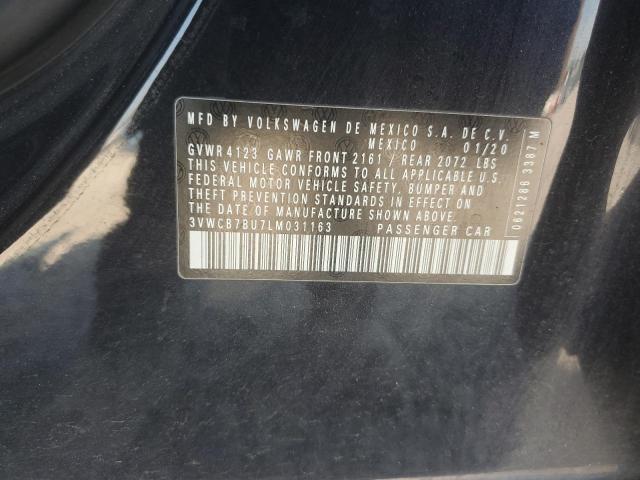 MFD BY VOLKSWAGEN DE MEXICO S.A. DE C.V.
MEXICO 01/20
GVWR 4123 GAWR FRONT 2161 / REAR 2072 LBS
THIS VEHICLE CONFORMS TO ALL APPLICABLE U.S.
FEDERAL MOTOR VEHICLE SAFETY, BUMPER AND
THEFT PREVENTION STANDARDS IN EFFECT ON
THE DATE OF MANUFACTURE SHOWN ABOVE.
3VWCB7BU7LM031163 PASSENGER CAR
0621286 3387 M